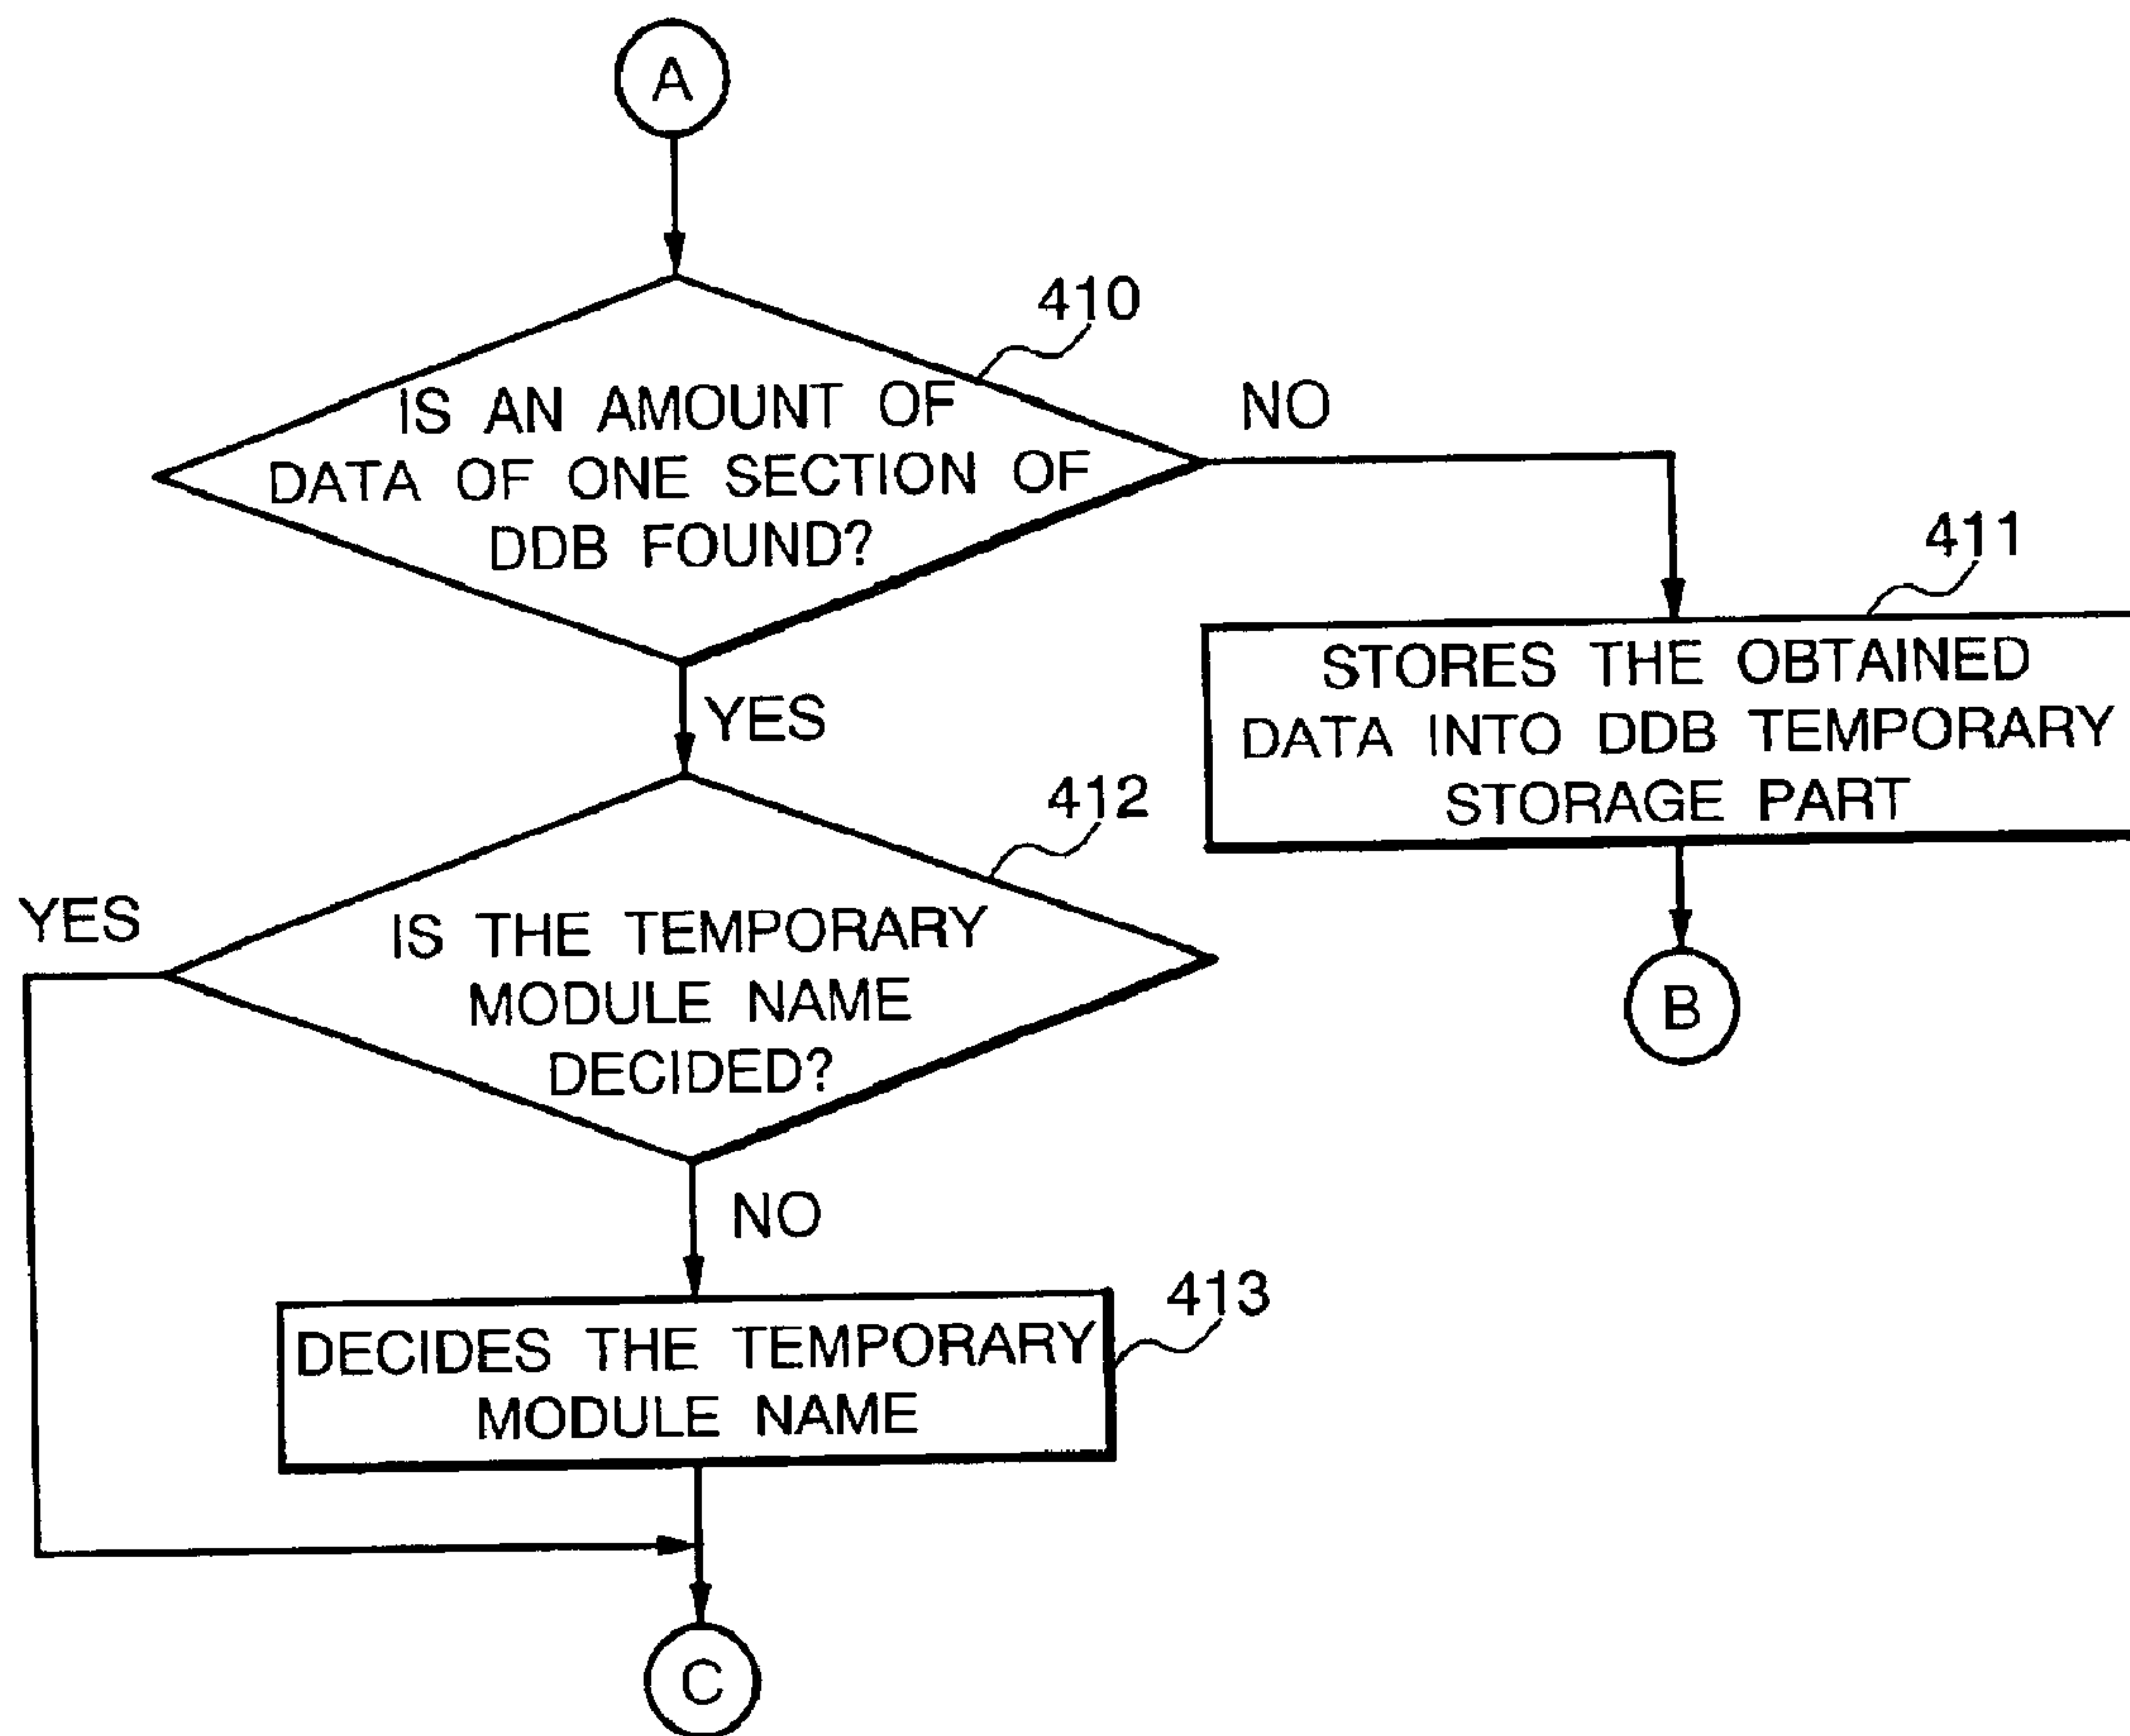 A
410
IS AN AMOUNT OF
DATA OF ONE SECTION OF
DDB FOUND?
NO
411
STORES THE OBTAINED
DATA INTO DDB TEMPORARY
STORAGE PART
YES
412
YES
IS THE TEMPORARY
MODULE NAME
DECIDED?
B
NO
413
DECIDES THE TEMPORARY
MODULE NAME
C